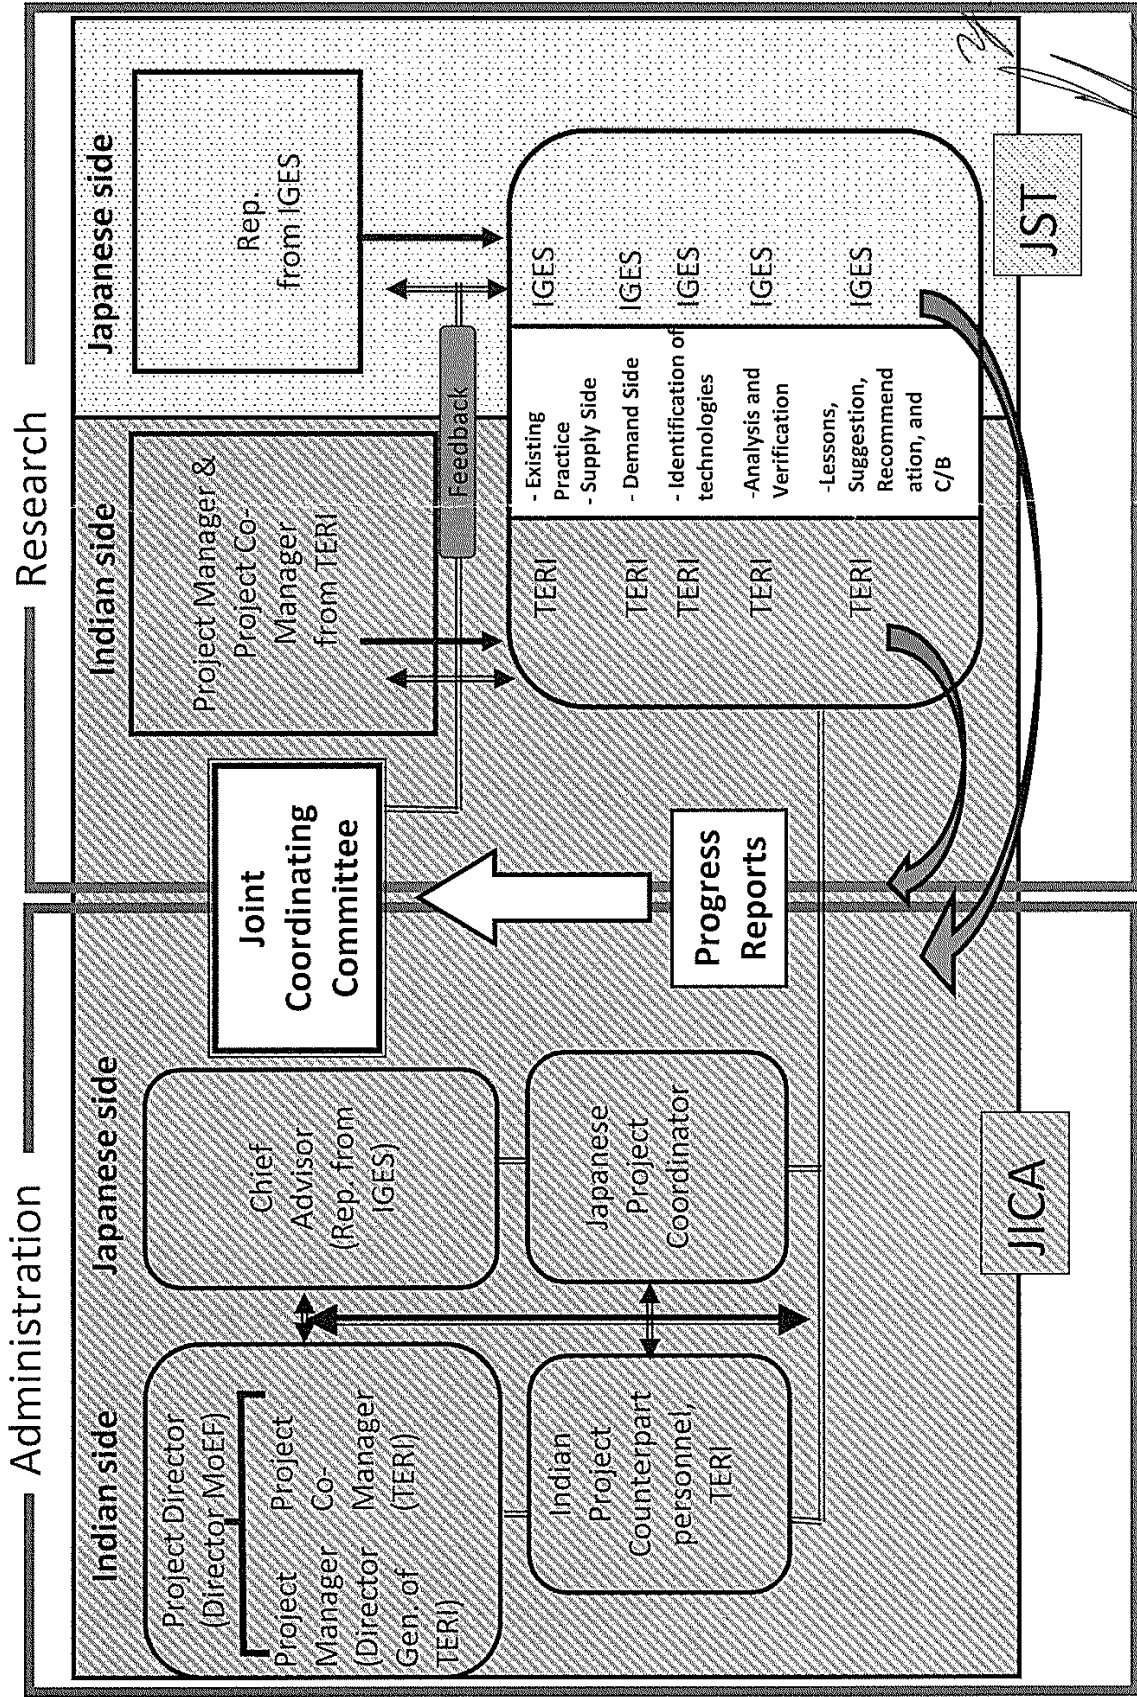 Administration
Indian side
Project Director
(Director MoEF)
Project
Manager
(Director
Gen. of
TERI)
Project
Co-
Manager
(TERI)
Indian
Project
Counterpart
personnel,
TERI
Japanese side
Chief
Advisor
(Rep. from
IGES)
Japanese
Project
Coordinator
JICA
Joint
Coordinating
Committee
Progress
Reports
Research
Indian side
Project Manager &
Project Co-
Manager
from TERI
Feedback
Japanese side
Rep.
from IGES
TERI
TERI
TERI
TERI
TERI
- Existing
Practice
- Supply Side
- Demand Side
- Identification of
technologies
-Analysis and
Verification
-Lessons,
Suggestion,
Recommend
ation, and
C/B
IGES
IGES
IGES
IGES
IGES
JST